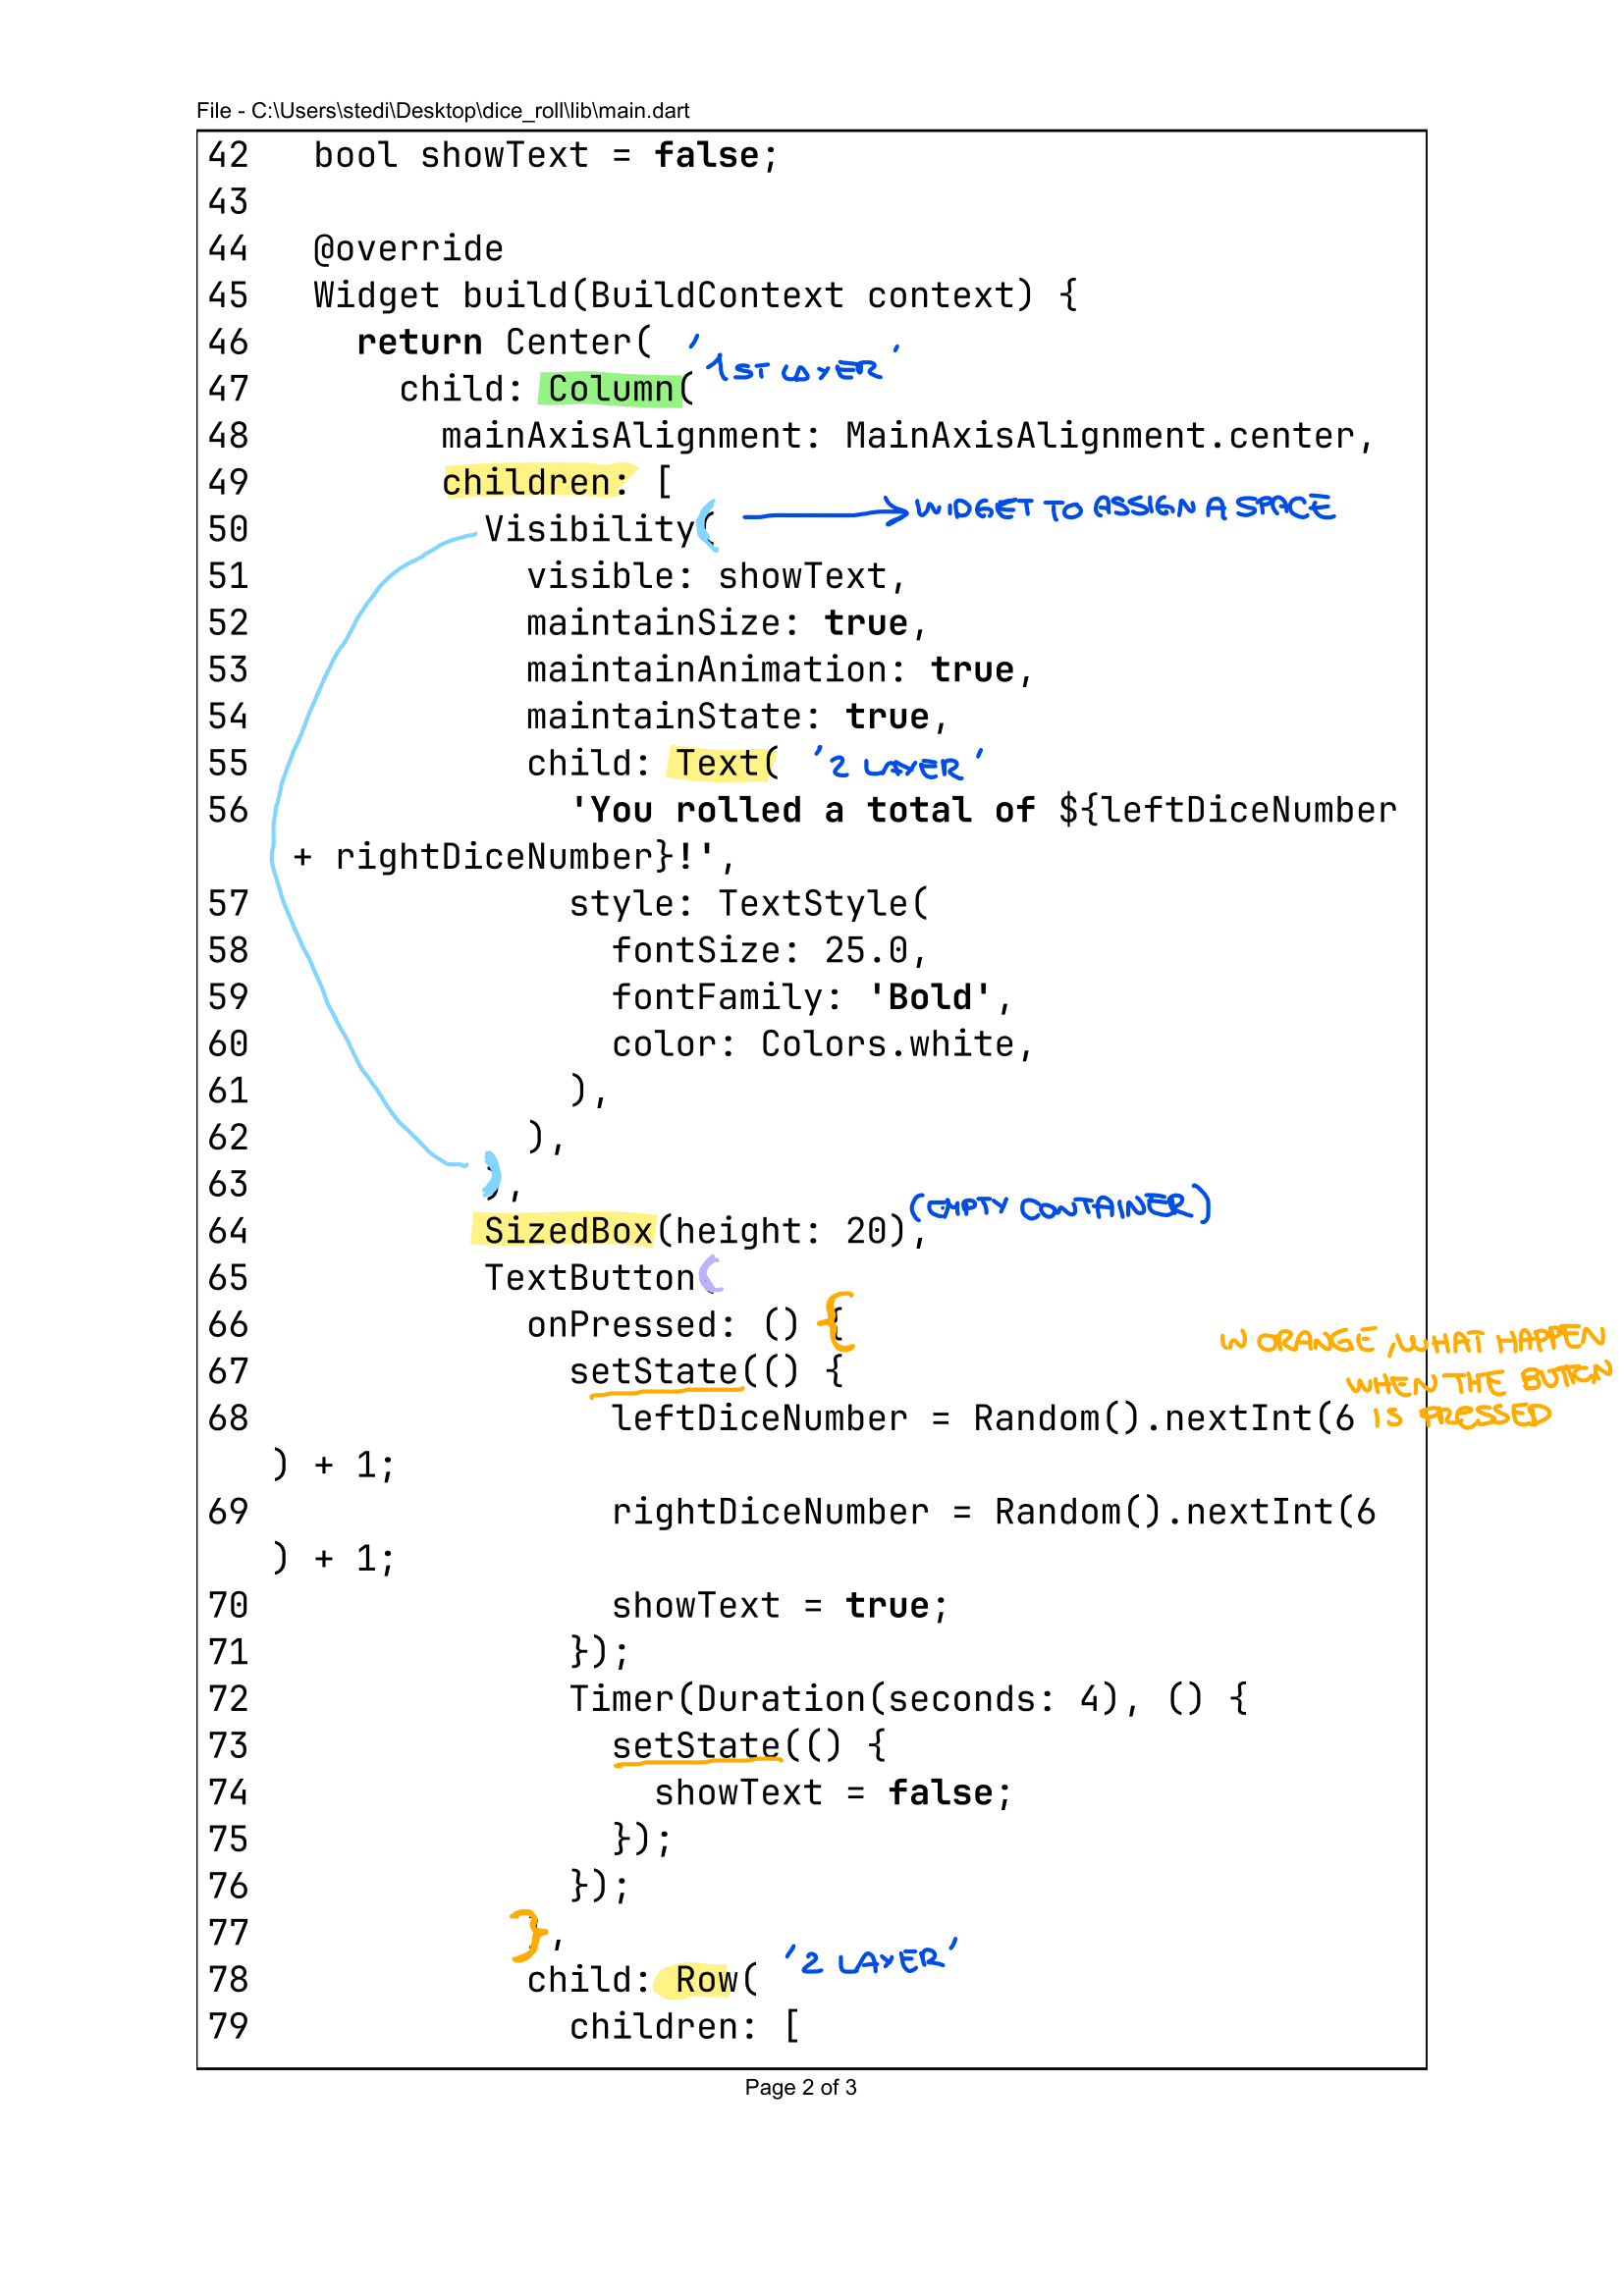 File - C:\Users\stedi\Desktop\dice_roll\lib\main.dart
42   bool showText = false;
43
44   @override
45   Widget build(BuildContext context) {
46     return Center(
'1ST LAYER'
47       child: Column(
48         mainAxisAlignment: MainAxisAlignment.center,
49         children: [
50           Visibility( WIDGET TO ASSIGN A SPACE
51             visible: showText,
52             maintainSize: true,
53             maintainAnimation: true,
54             maintainState: true,
55             child: Text( '2 LAYER'
56               'You rolled a total of ${leftDiceNumber
+ rightDiceNumber}!',
57               style: TextStyle(
58                 fontSize: 25.0,
59                 fontFamily: 'Bold',
60                 color: Colors.white,
61               ),
62             ),
63           ),
64           SizedBox(height: 20), (EMPTY CONTAINER)
65           TextButton(
66             onPressed: () {
W ORANGE, WHAT HAPPEN
67               setState(() {
WHEN THE BUTTON
68                 leftDiceNumber = Random().nextInt(6
IS PRESSED
) + 1;
69                 rightDiceNumber = Random().nextInt(6
) + 1;
70                 showText = true;
71               });
72               Timer(Duration(seconds: 4), () {
73                 setState(() {
74                   showText = false;
75                 });
76               });
77             },
78             child: Row( '2 LAYER'
79               children: [
Page 2 of 3